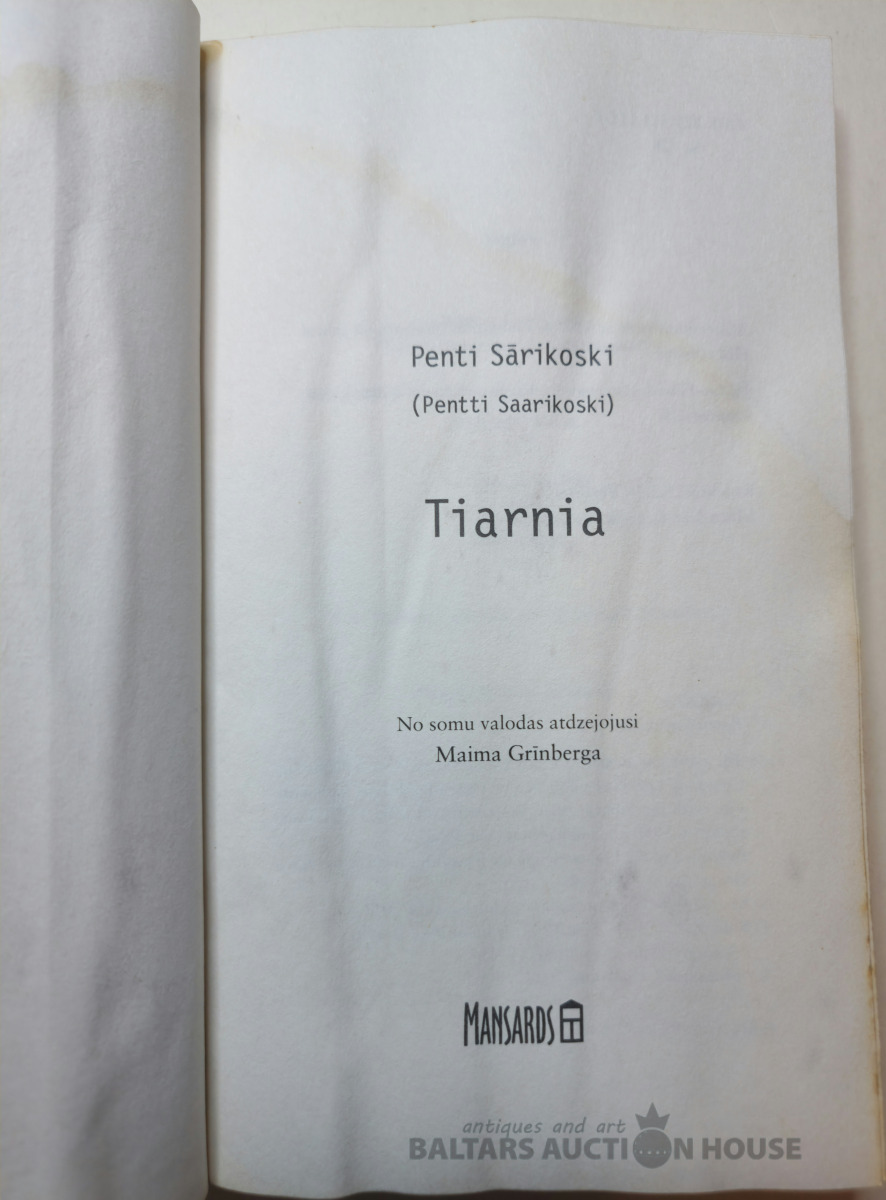 Penti Sārikoski
(Pentti Saarikoski)
Tiarnia
No somu valodas atdzejojusi
Maima Grīnberga
MANSARDS
antiques and art
BALTARS AUCTION HOUSE